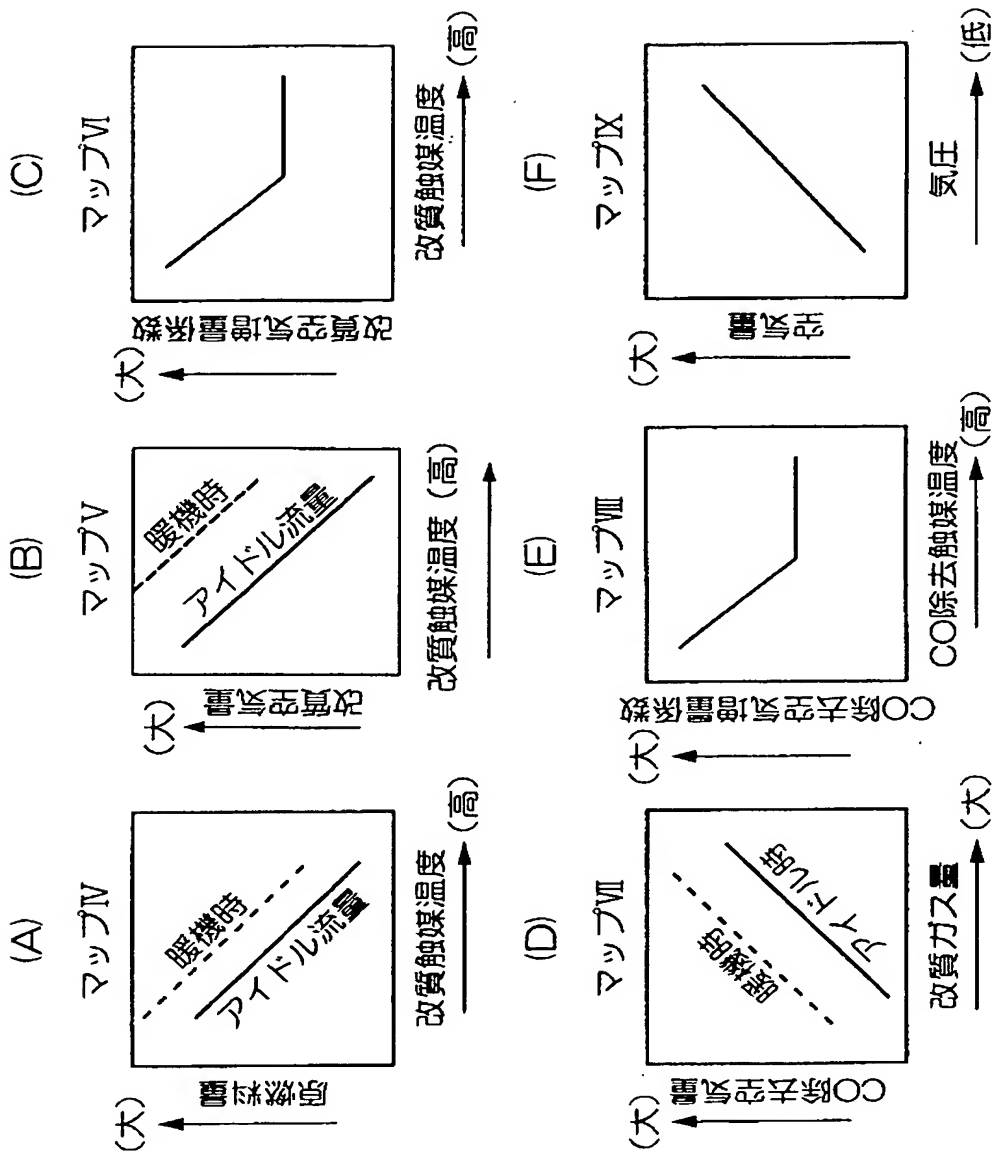 (A)
マップⅣ
(大)
原燃料量
暖機時
アイドル流量
改質触媒温度
(高)
(B)
マップⅤ
(大)
改質空気量
暖機時
アイドル流量
改質触媒温度 (高)
(C)
マップⅥ
(大)
改質空気増量係数
改質触媒温度
(高)
(D)
マップⅦ
(大)
CO除去空気量
暖機時
アイドル時
改質ガス量
(大)
(E)
マップⅧ
(大)
CO除去空気増量係数
CO除去触媒温度
(高)
(F)
マップⅨ
(大)
空気量
気圧
(低)